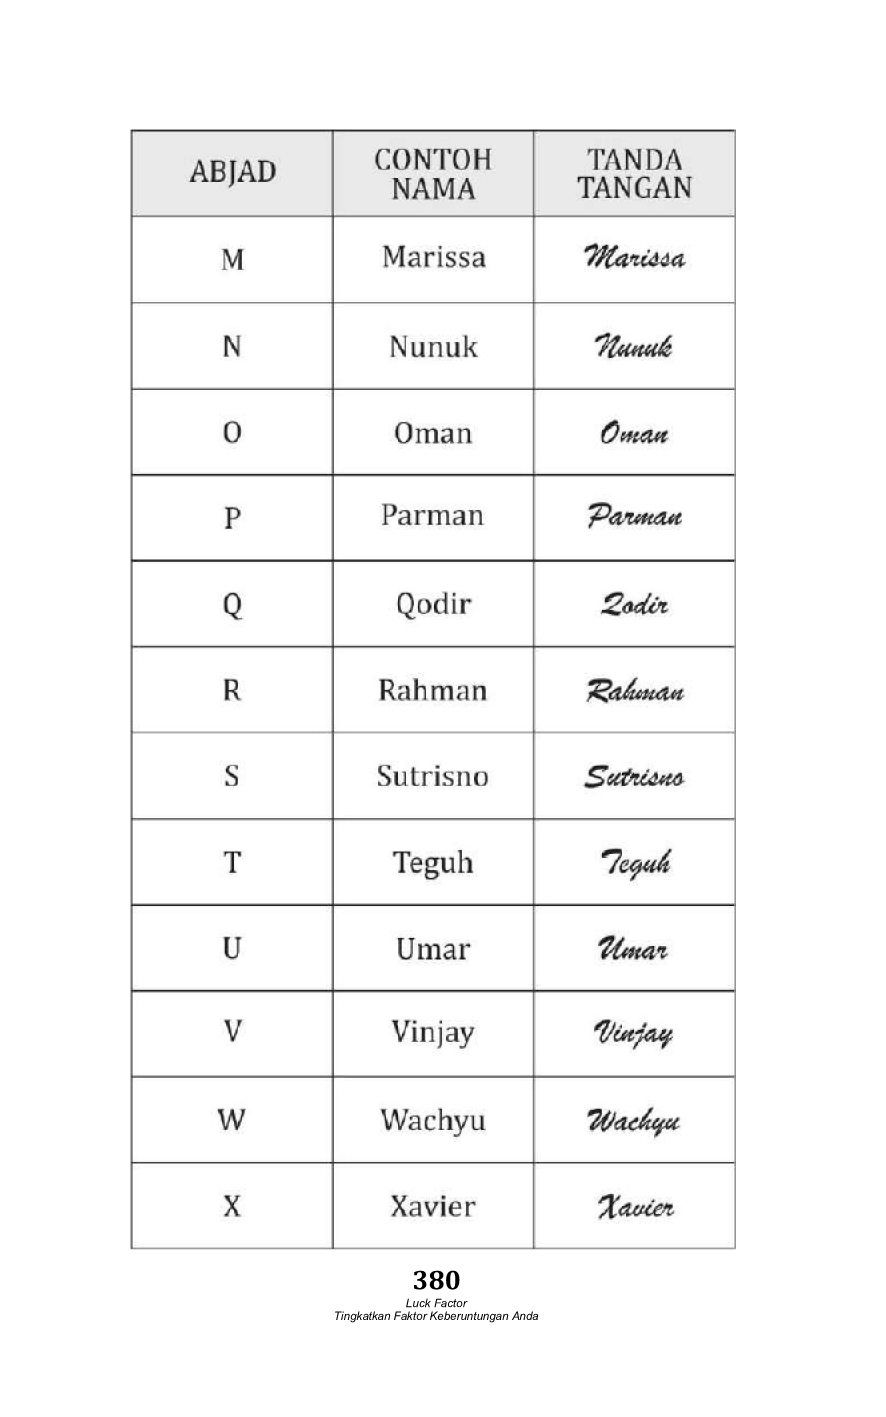 ABJAD CONTOH NAMA TANDA TANGAN
M Marissa Marissa
N Nunuk Nunuk
O Oman Oman
P Parman Parman
Q Qodir Qodir
R Rahman Rahman
S Sutrisno Sutrisno
T Teguh Teguh
U Umar Umar
V Vinjay Vinjay
W Wachyu Wachyu
X Xavier Xavier
380
Luck Factor
Tingkatkan Faktor Keberuntungan Anda